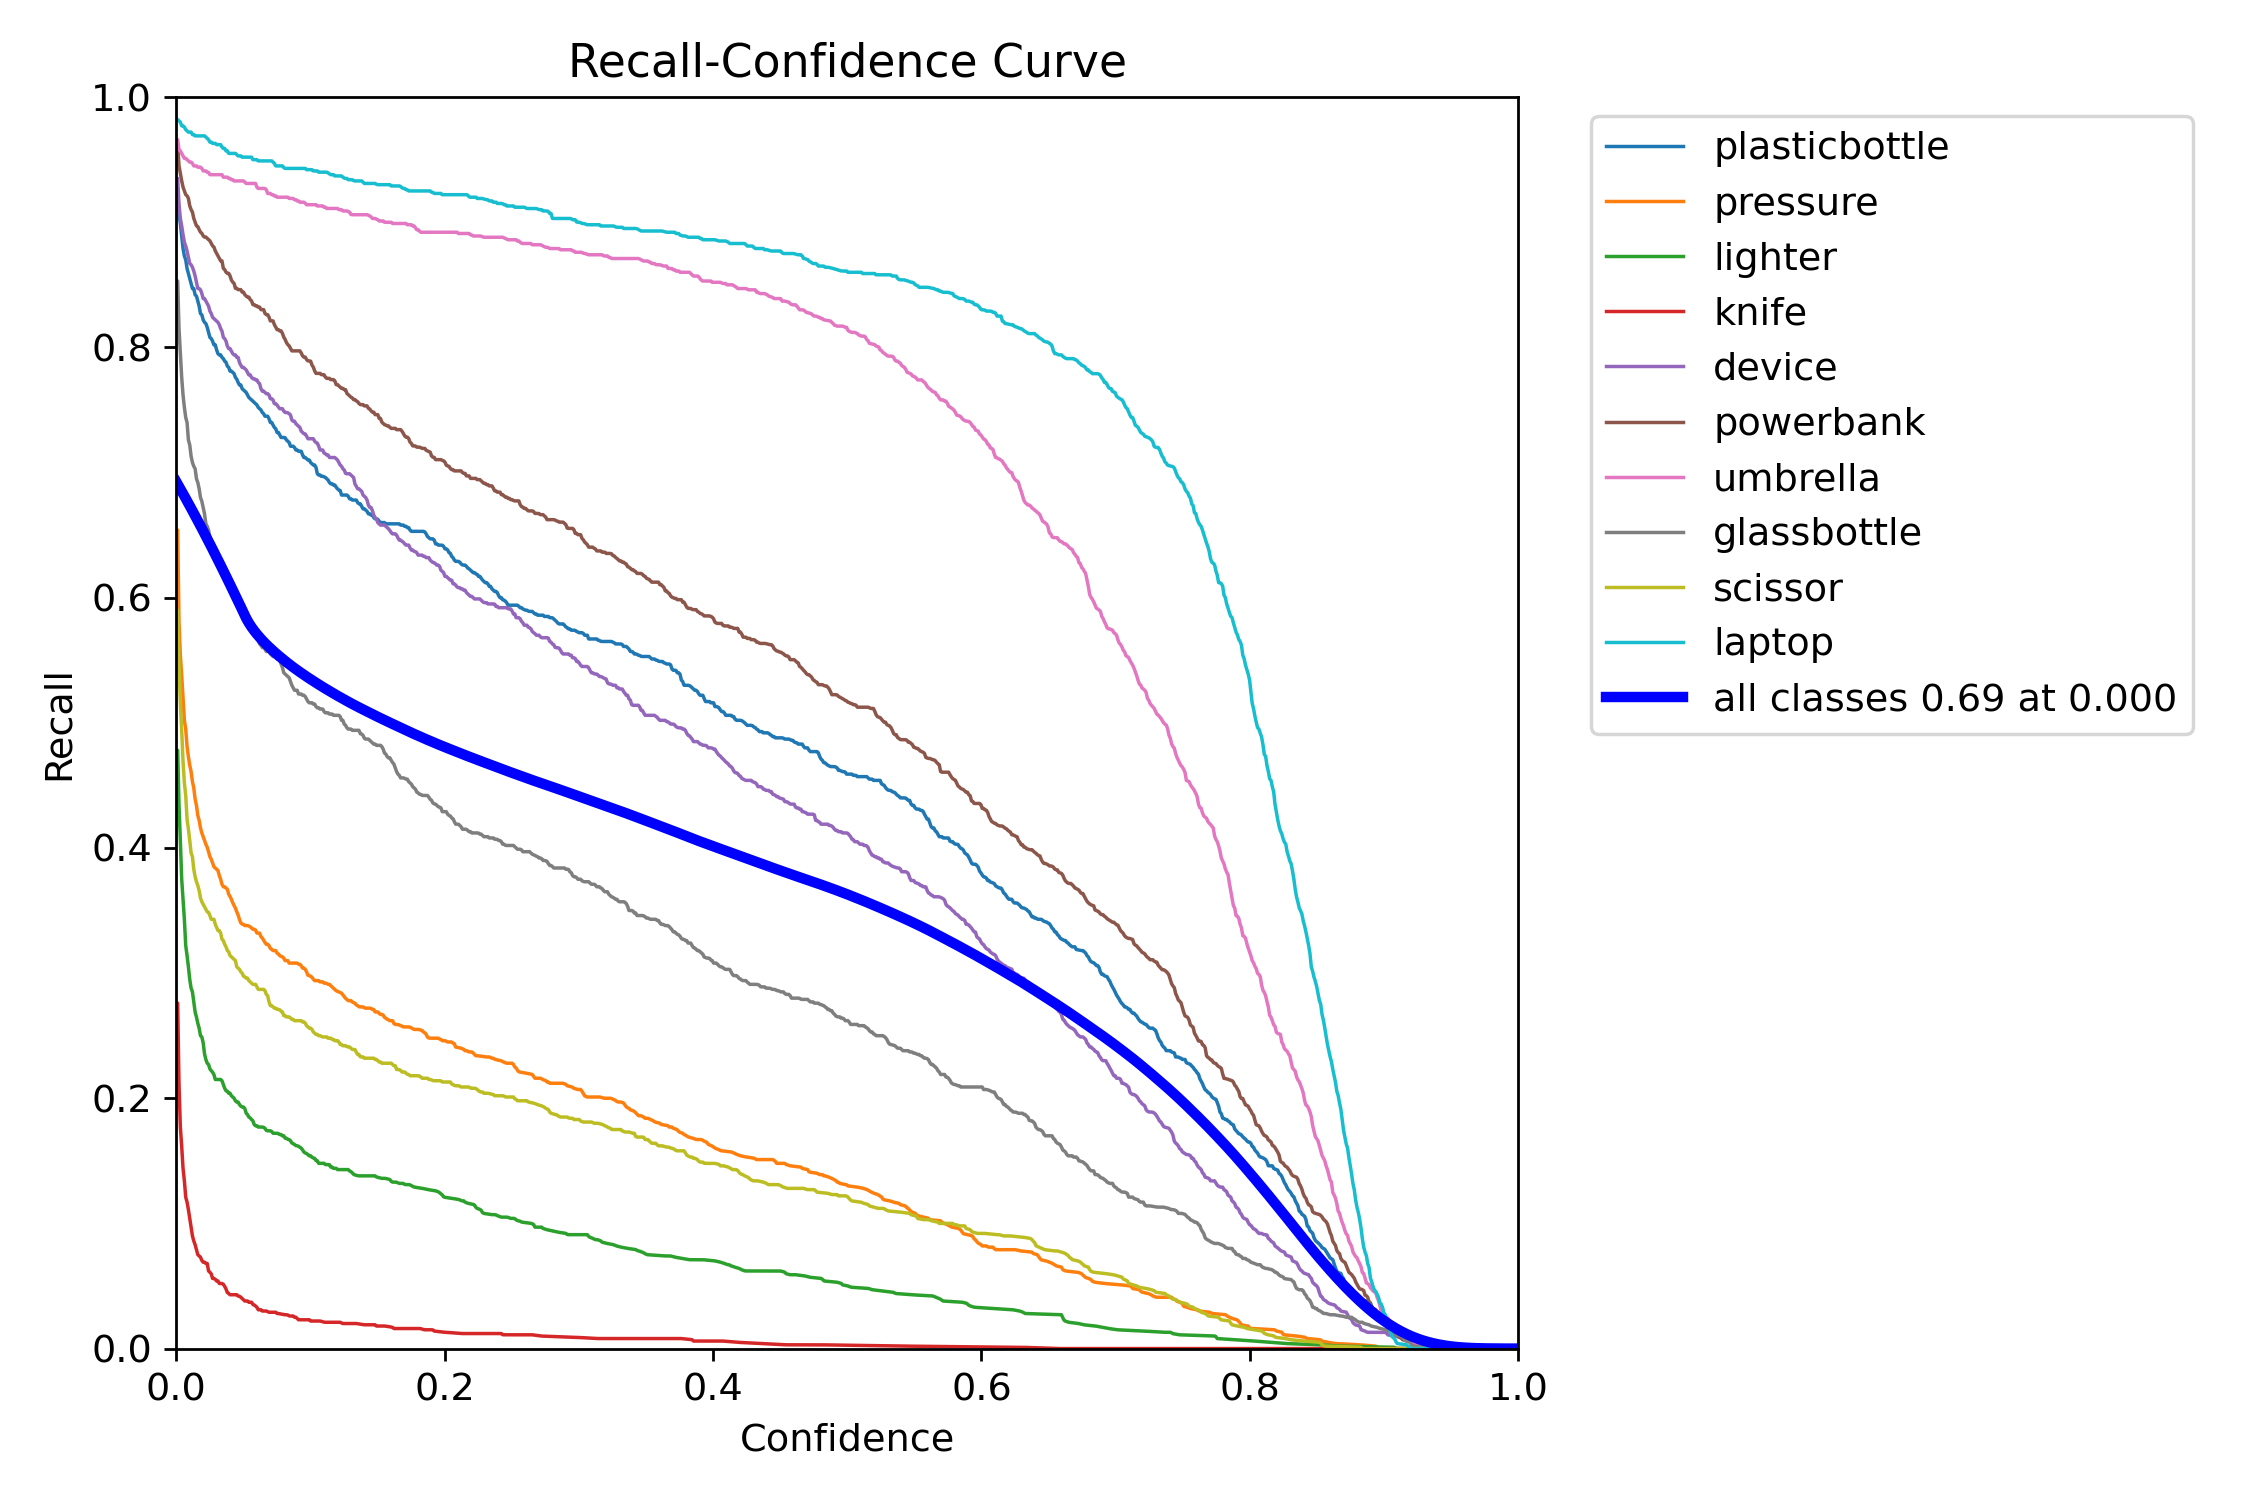 Recall-Confidence Curve
1.0
0.8
0.6
0.4
0.2
0.0
Recall
0.0 0.2 0.4 0.6 0.8 1.0
Confidence
plasticbottle
pressure
lighter
knife
device
powerbank
umbrella
glassbottle
scissor
laptop
all classes 0.69 at 0.000